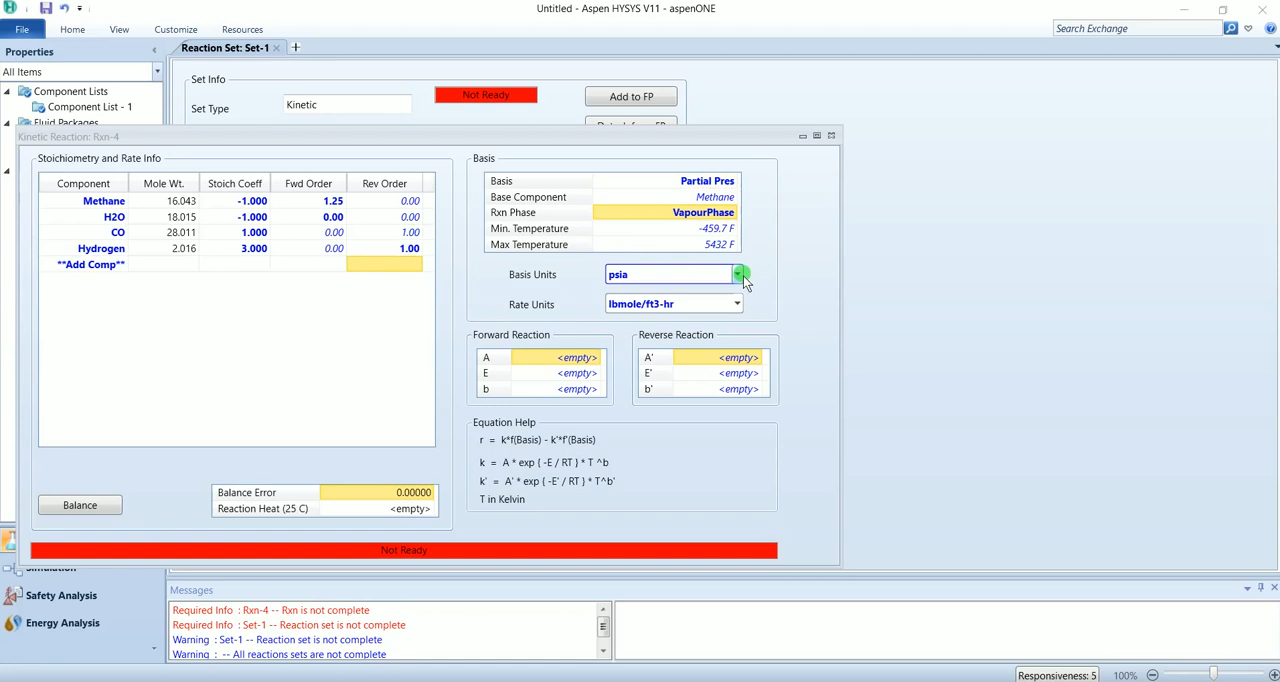 Untitled - Aspen HYSYS V11 - aspenONE
File Home View Customize Resources
Search Exchange
Properties
Reaction Set: Set-1
All Items
Component Lists
Component List - 1
Fluid Packages
Set Info
Set Type Kinetic
Not Ready
Add to FP
Kinetic Reaction: Rxn-4
Stoichiometry and Rate Info
Component Mole Wt. Stoich Coeff Fwd Order Rev Order
Methane 16.043 -1.000 1.25 0.00
H2O 18.015 -1.000 0.00 0.00
CO 28.011 1.000 0.00 1.00
Hydrogen 2.016 3.000 0.00 1.00
**Add Comp**
Balance
Balance Error 0.00000
Reaction Heat (25 C) <empty>
Basis
Basis Partial Pres
Base Component Methane
Rxn Phase VapourPhase
Min. Temperature -459.7 F
Max Temperature 5432 F
Basis Units psia
Rate Units lbmole/ft3-hr
Forward Reaction
A <empty>
E <empty>
b <empty>
Reverse Reaction
A' <empty>
E' <empty>
b' <empty>
Equation Help
r = k*f(Basis) - k'*f'(Basis)
k = A * exp { -E / RT } * T ^b
k' = A' * exp { -E' / RT } * T^b'
T in Kelvin
Not Ready
Simulation
Safety Analysis
Energy Analysis
Messages
Required Info : Rxn-4 -- Rxn is not complete
Required Info : Set-1 -- Reaction set is not complete
Warning : Set-1 -- Reaction set is not complete
Warning : -- All reactions sets are not complete
Responsiveness: 5 100%